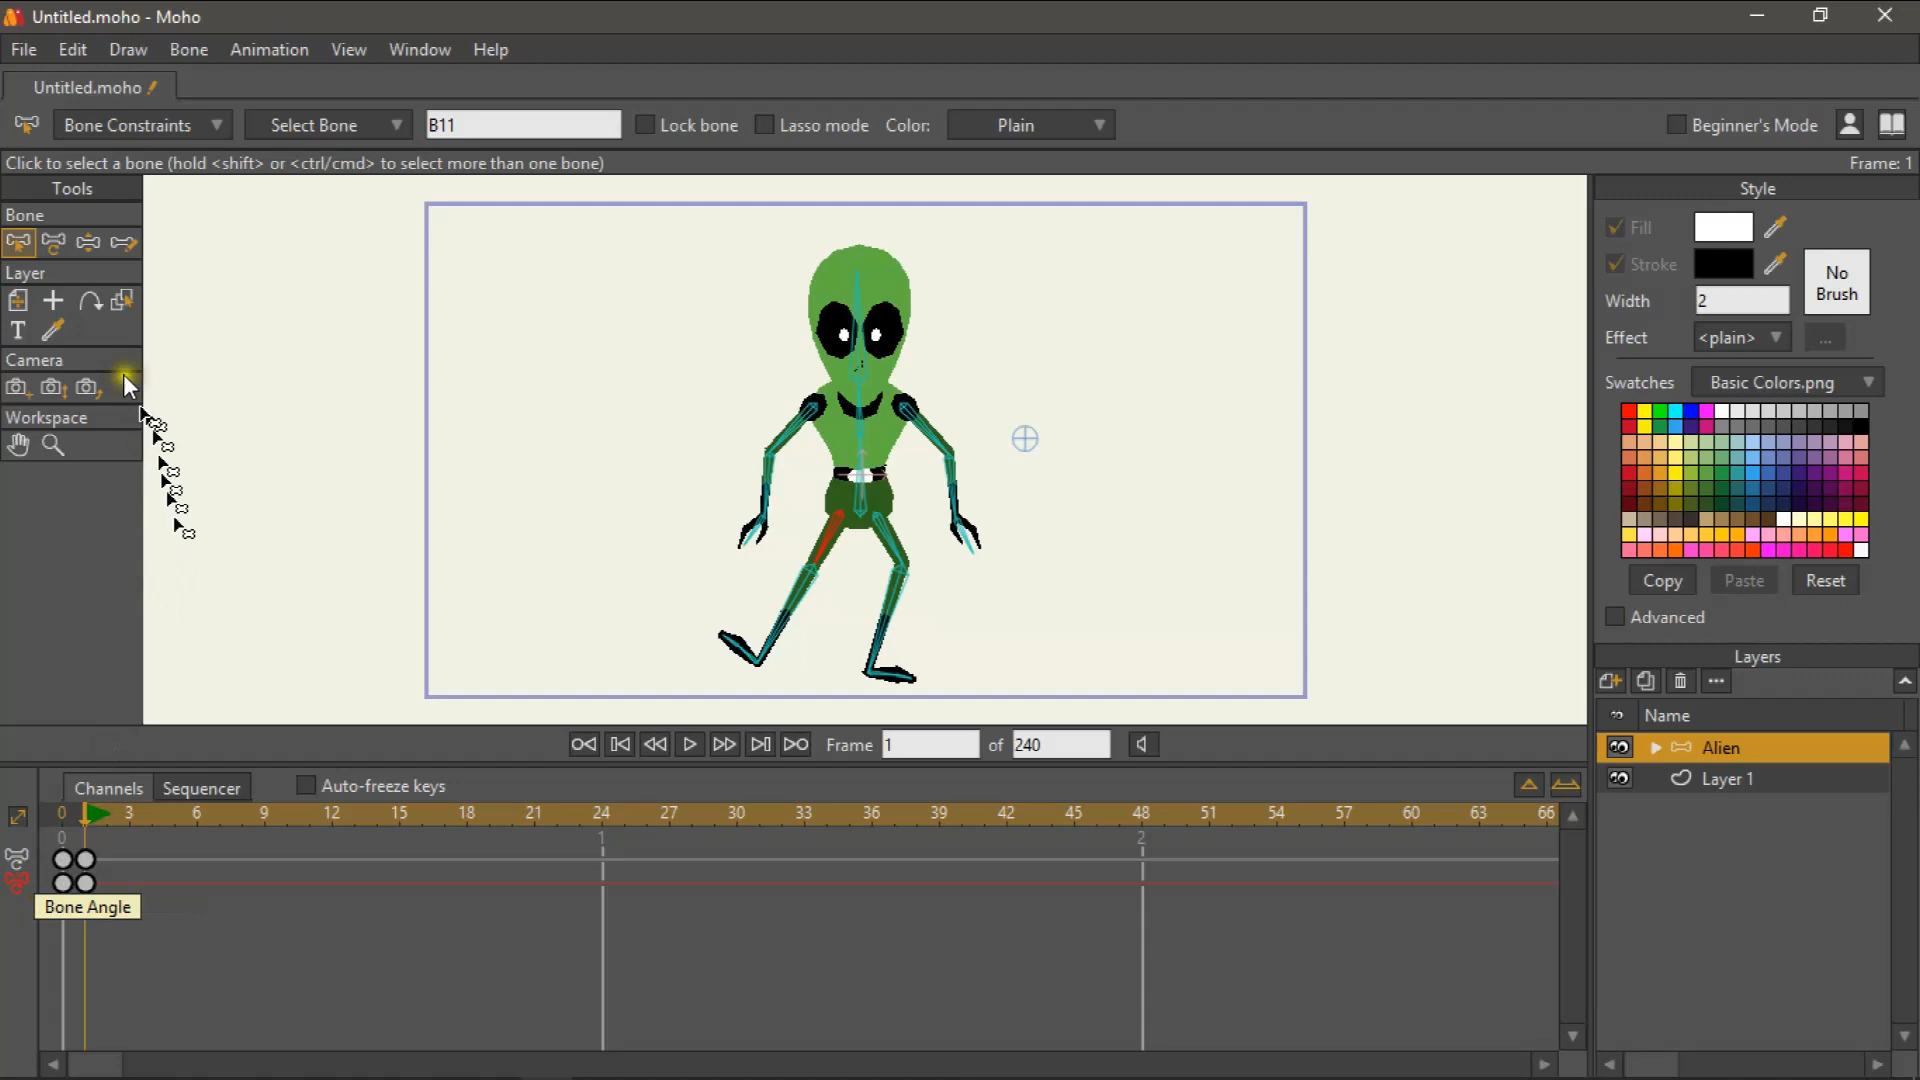 Untitled.moho - Moho
File Edit Draw Bone Animation View Window Help
Untitled.moho
Bone Constraints Select Bone B11 Lock bone Lasso mode Color: Plain Beginner's Mode
Click to select a bone (hold <shift> or <ctrl/cmd> to select more than one bone) Frame: 1
Tools
Bone
Layer
T
Camera
Workspace
Style
Fill
Stroke
No
Brush
Width 2
Effect <plain> ...
Swatches Basic Colors.png
Copy Paste Reset
Advanced
Layers
Name
Alien
Layer 1
Frame 1 of 240
Channels Sequencer Auto-freeze keys
0 3 6 9 12 15 18 21 24 27 30 33 36 39 42 45 48 51 54 57 60 63 66
0 1 2
Bone Angle